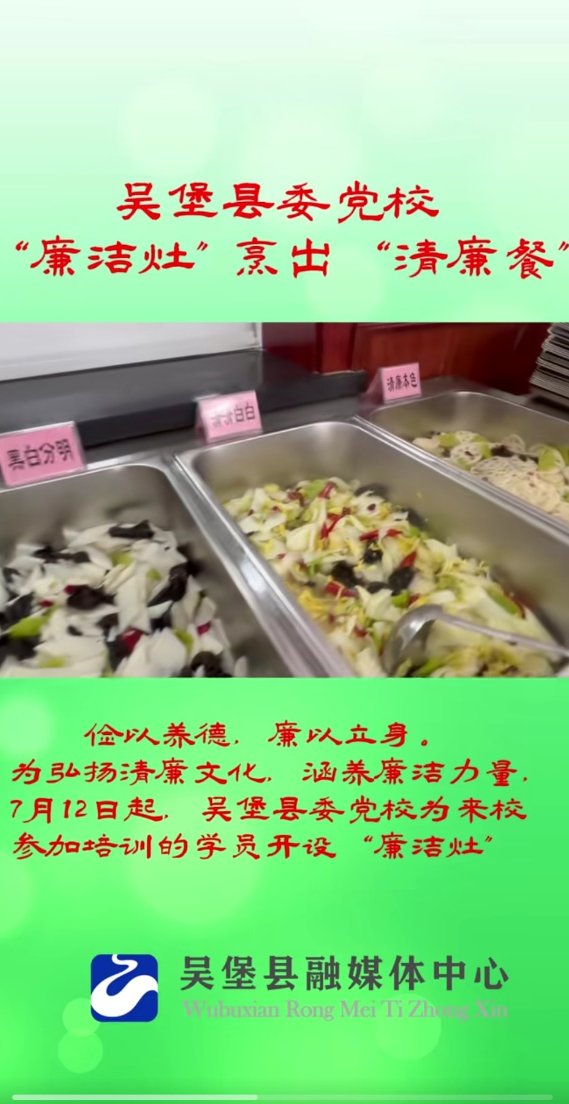 吴堡县委党校
“廉洁灶”烹出 “清廉餐”
黑白分明
清清白白
清廉本色
俭以养德，廉以立身。
为弘扬清廉文化，涵养廉洁力量，
7月12日起，吴堡县委党校为来校
参加培训的学员开设“廉洁灶”
吴堡县融媒体中心
Wubuxian Rong Mei Ti Zhong Xin